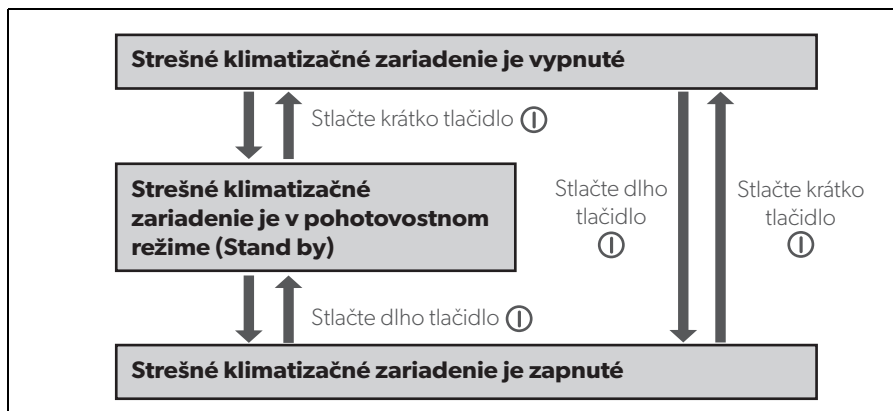 Strešné klimatizačné zariadenie je vypnuté
Stlačte krátko tlačidlo
Strešné klimatizačné
zariadenie je v pohotovostnom
režime (Stand by)
Stlačte dlho
tlačidlo
Stlačte krátko
tlačidlo
Stlačte dlho tlačidlo
Strešné klimatizačné zariadenie je zapnuté